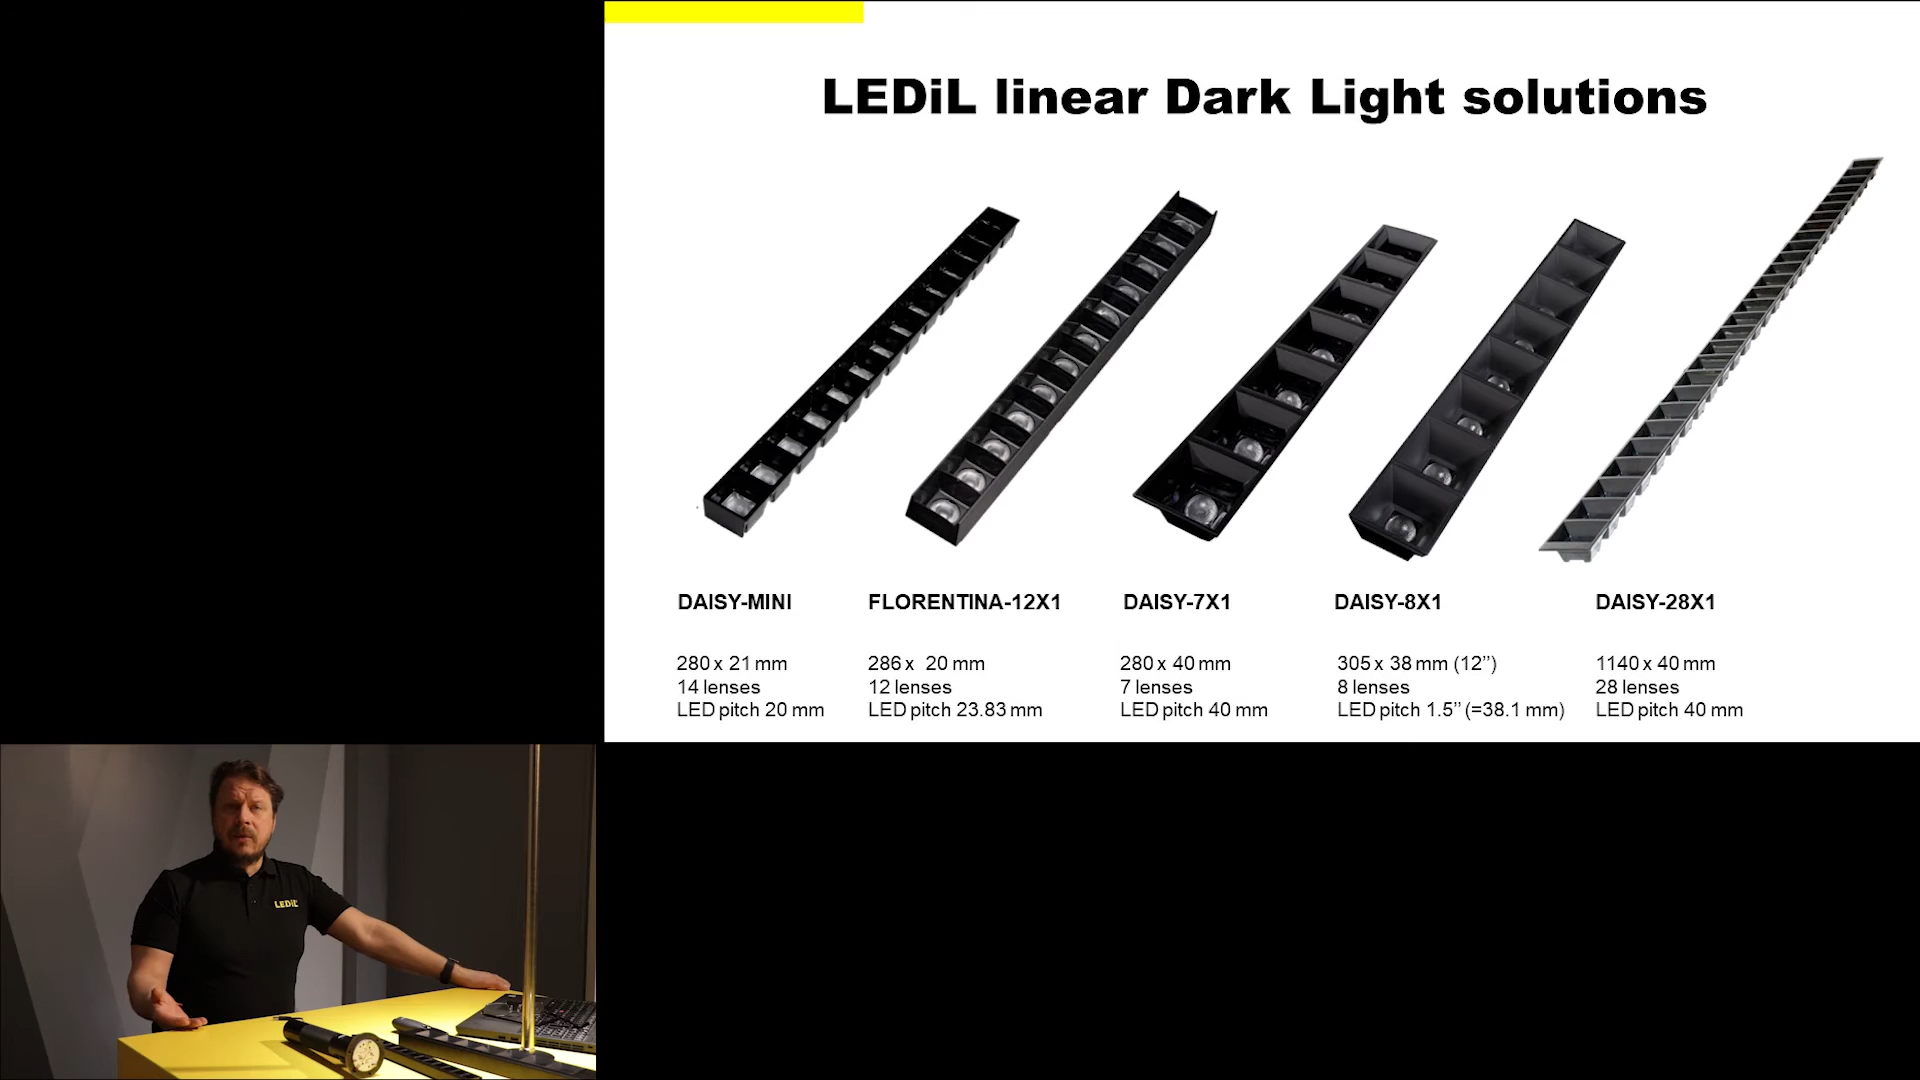 LEDiL linear Dark Light solutions
DAISY-MINI
280 x 21 mm
14 lenses
LED pitch 20 mm
FLORENTINA-12X1
286 x 20 mm
12 lenses
LED pitch 23.83 mm
DAISY-7X1
280 x 40 mm
7 lenses
LED pitch 40 mm
DAISY-8X1
305 x 38 mm (12’’)
8 lenses
LED pitch 1.5’’ (=38.1 mm)
DAISY-28X1
1140 x 40 mm
28 lenses
LED pitch 40 mm
LEDiL